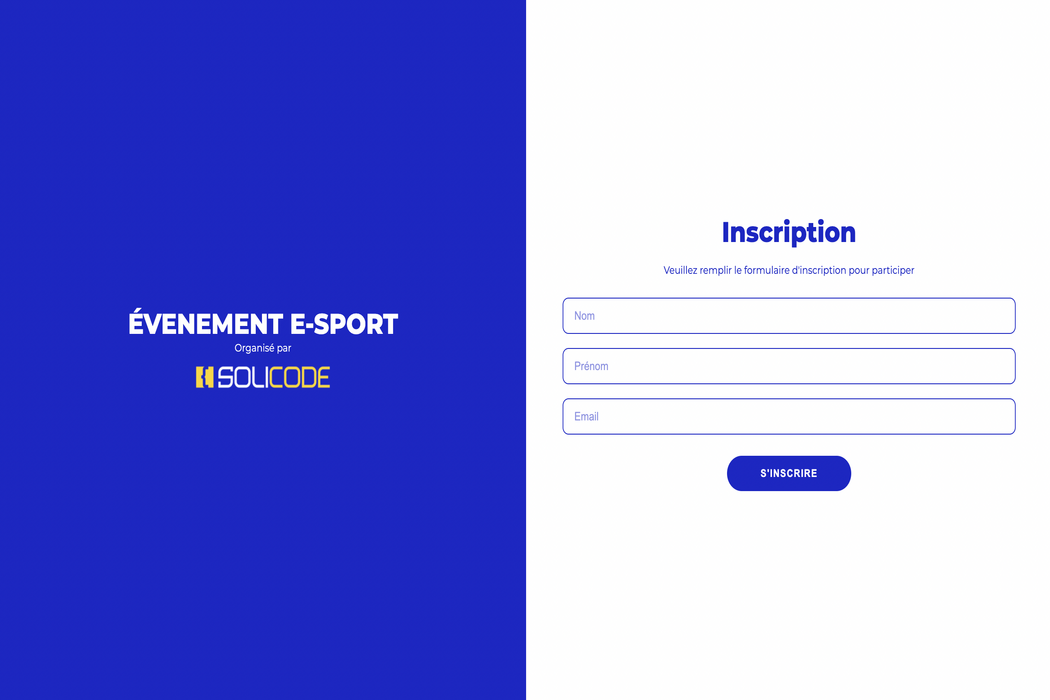 ÉVENEMENT E-SPORT
Organisé par
SOLICODE
Inscription
Veuillez remplir le formulaire d'inscription pour participer
Nom
Prénom
Email
S'INSCRIRE